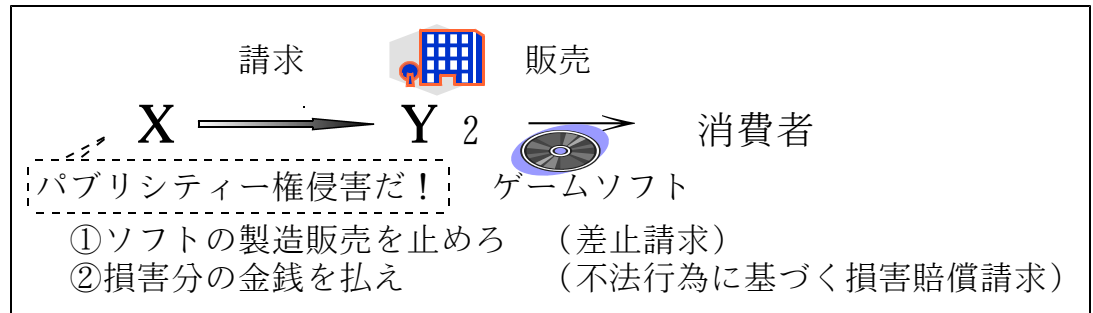 請求 販売
X Y 2 消費者
パブリシティー権侵害だ! ゲームソフト
①ソフトの製造販売を止めろ (差止請求)
②損害分の金銭を払え (不法行為に基づく損害賠償請求)